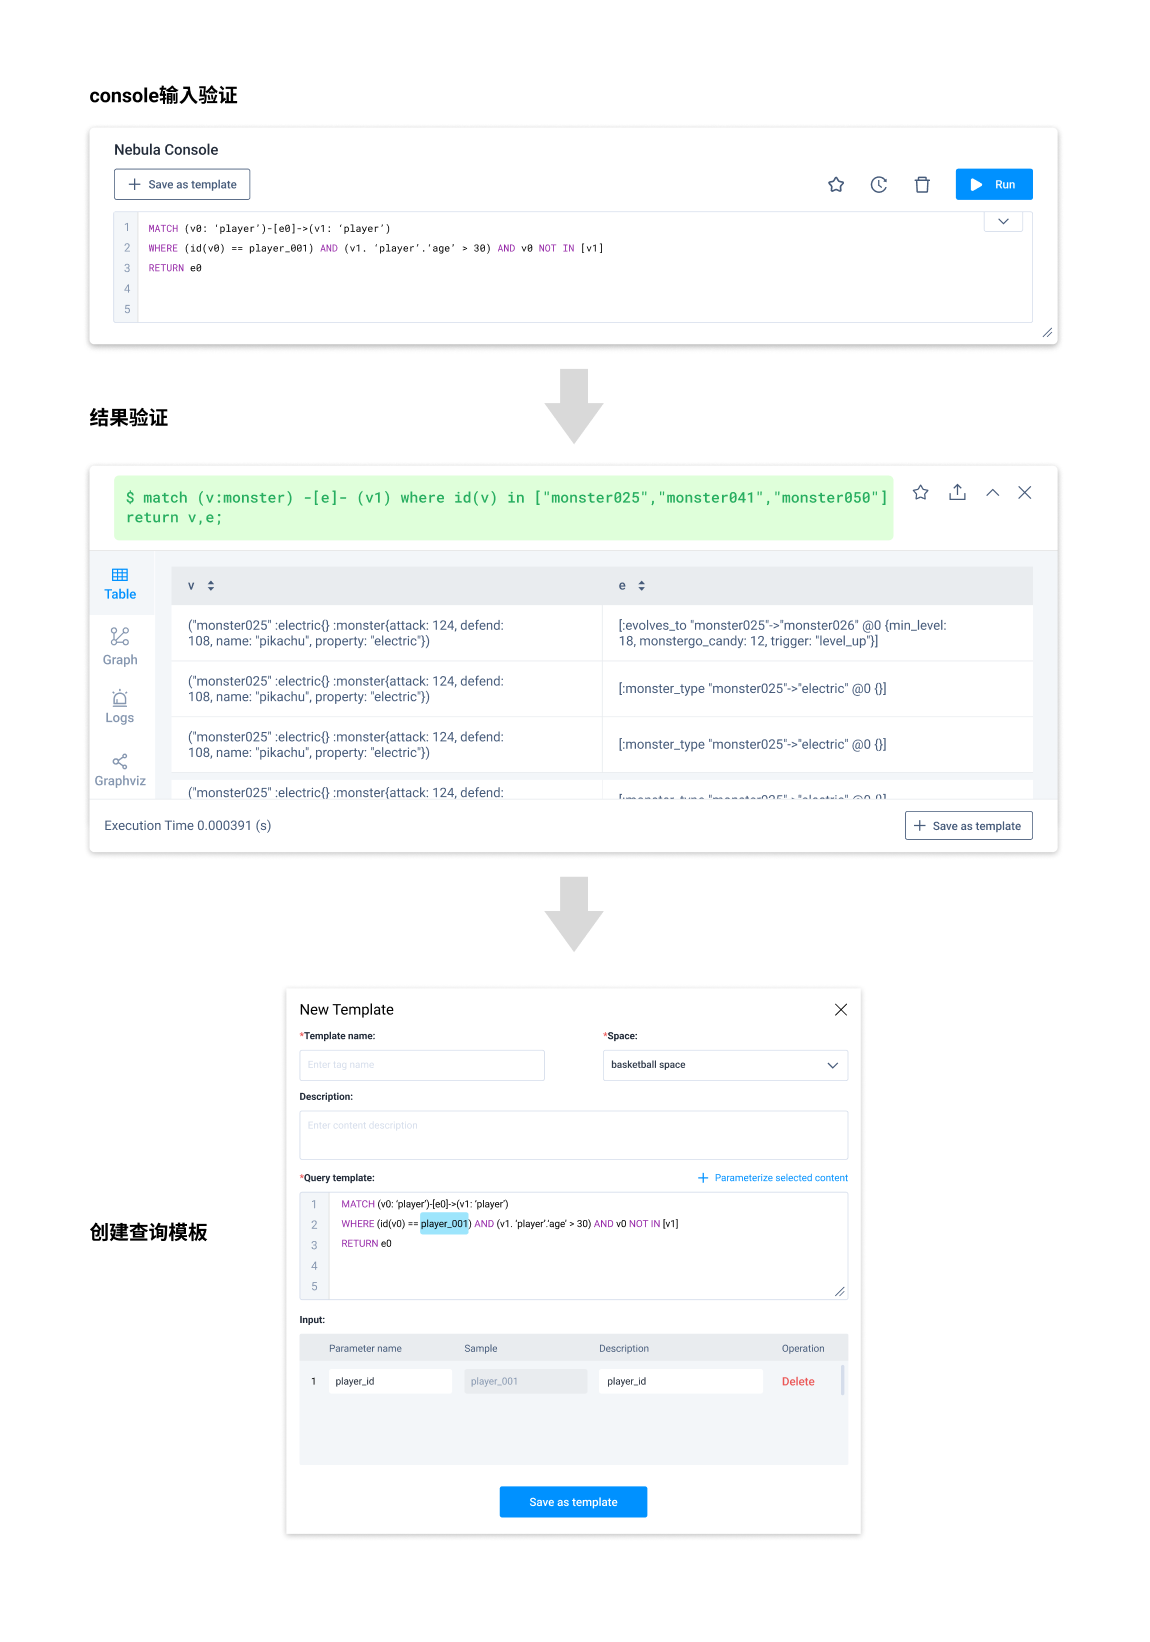 console输入验证
Nebula Console
Save as template
Run
1 MATCH (v0: ‘player’)-[e0]->(v1: ‘player’)
2 WHERE (id(v0) == player_001) AND (v1. ‘player’.’age’ > 30) AND v0 NOT IN [v1]
3 RETURN e0
4
5
结果验证
$ match (v:monster) -[e]- (v1) where id(v) in ["monster025","monster041","monster050"]
return v,e;
Table
Graph
Logs
Graphviz
v e
("monster025" :electric{} :monster{attack: 124, defend:
108, name: "pikachu", property: "electric"})
[:evolves_to "monster025"->"monster026" @0 {min_level:
18, monstergo_candy: 12, trigger: "level_up"}]
("monster025" :electric{} :monster{attack: 124, defend:
108, name: "pikachu", property: "electric"})
[:monster_type "monster025"->"electric" @0 {}]
("monster025" :electric{} :monster{attack: 124, defend:
108, name: "pikachu", property: "electric"})
[:monster_type "monster025"->"electric" @0 {}]
("monster025" :electric{} :monster{attack: 124, defend:
[:monster_type "monster025"->"electric" @0 {}]
Execution Time 0.000391 (s)
Save as template
创建查询模板
New Template
*Template name:
Enter tag name
*Space:
basketball space
Description:
Enter content description
*Query template:
Parameterize selected content
1 MATCH (v0: ‘player’)-[e0]->(v1: ‘player’)
2 WHERE (id(v0) == player_001) AND (v1. ‘player’.’age’ > 30) AND v0 NOT IN [v1]
3 RETURN e0
4
5
Input:
Parameter name Sample Description Operation
1 player_id player_001 player_id Delete
Save as template